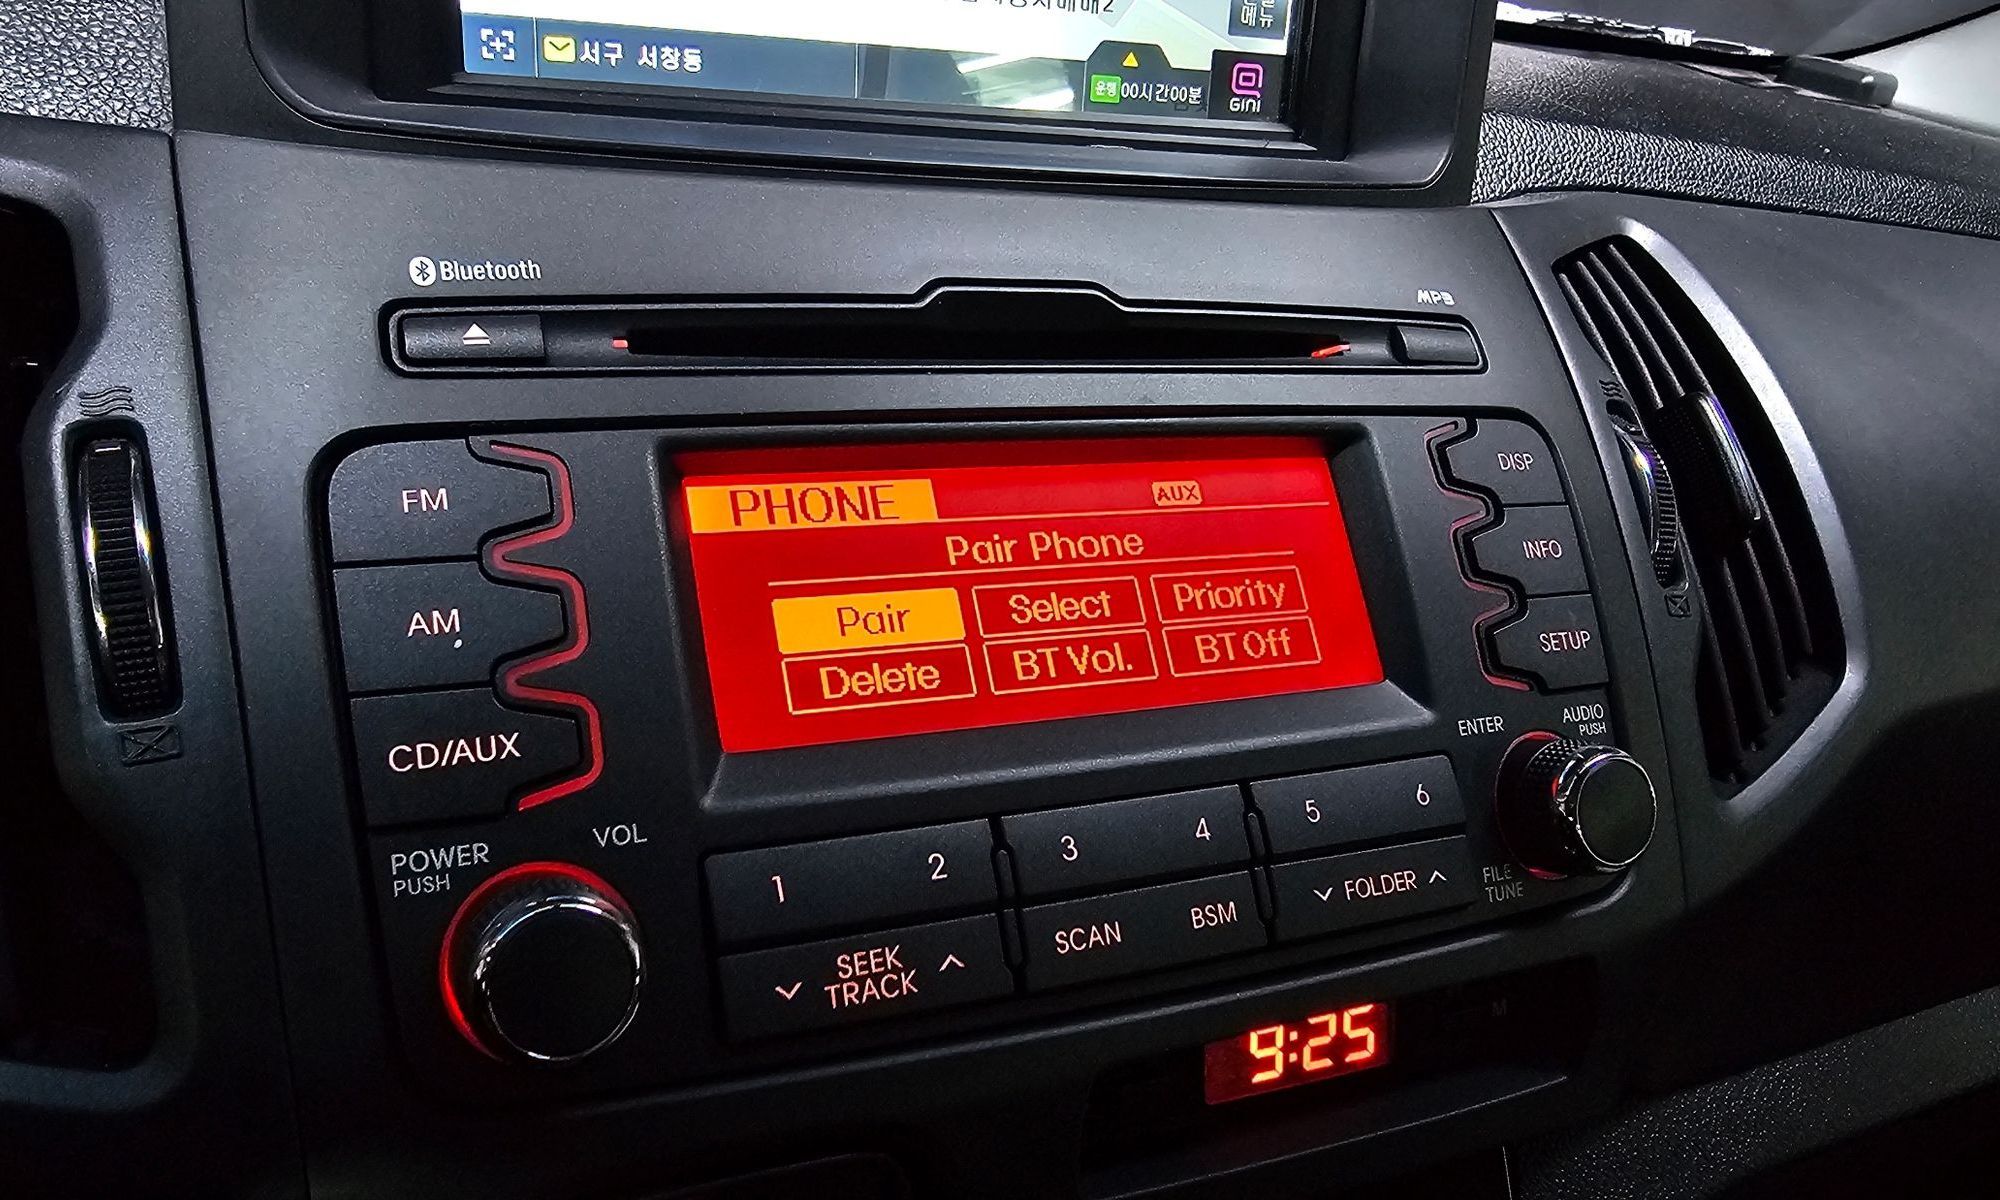 메뉴
서구 서창동
운행 00시간00분
GINI
Bluetooth
MP3
FM
AM
CD/AUX
PHONE
AUX
Pair Phone
Pair
Select
Priority
Delete
BT Vol.
BT Off
DISP
INFO
SETUP
ENTER
AUDIO
PUSH
FILE
TUNE
POWER
PUSH
VOL
1
2
3
4
5
6
SEEK
TRACK
SCAN
BSM
FOLDER
9:25